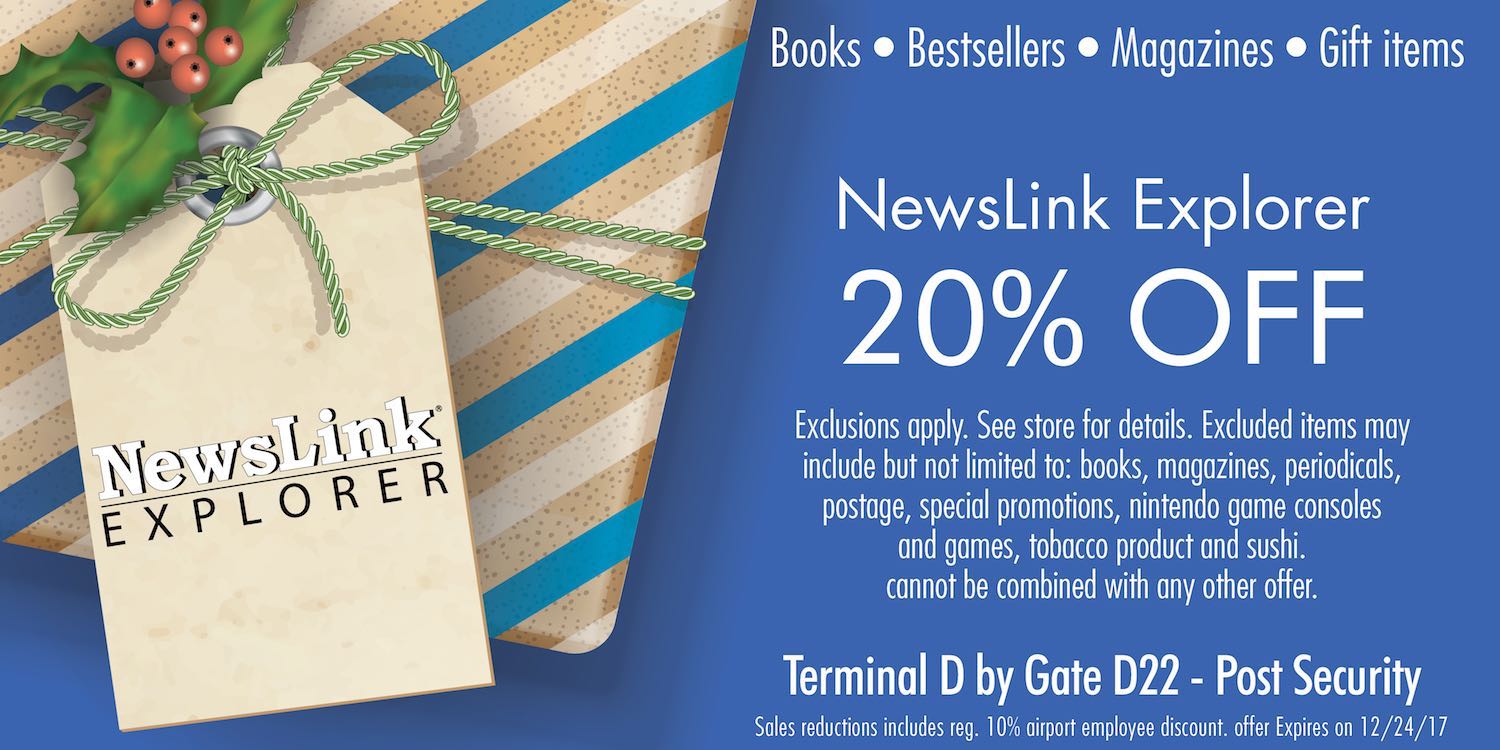 Books • Bestsellers • Magazines • Gift items
NewsLink Explorer
20% OFF
Exclusions apply. See store for details. Excluded items may
include but not limited to: books, magazines, periodicals,
postage, special promotions, nintendo game consoles
and games, tobacco product and sushi.
cannot be combined with any other offer.
Terminal D by Gate D22 - Post Security
Sales reductions includes reg. 10% airport employee discount. offer Expires on 12/24/17
NewsLink®
EXPLORER